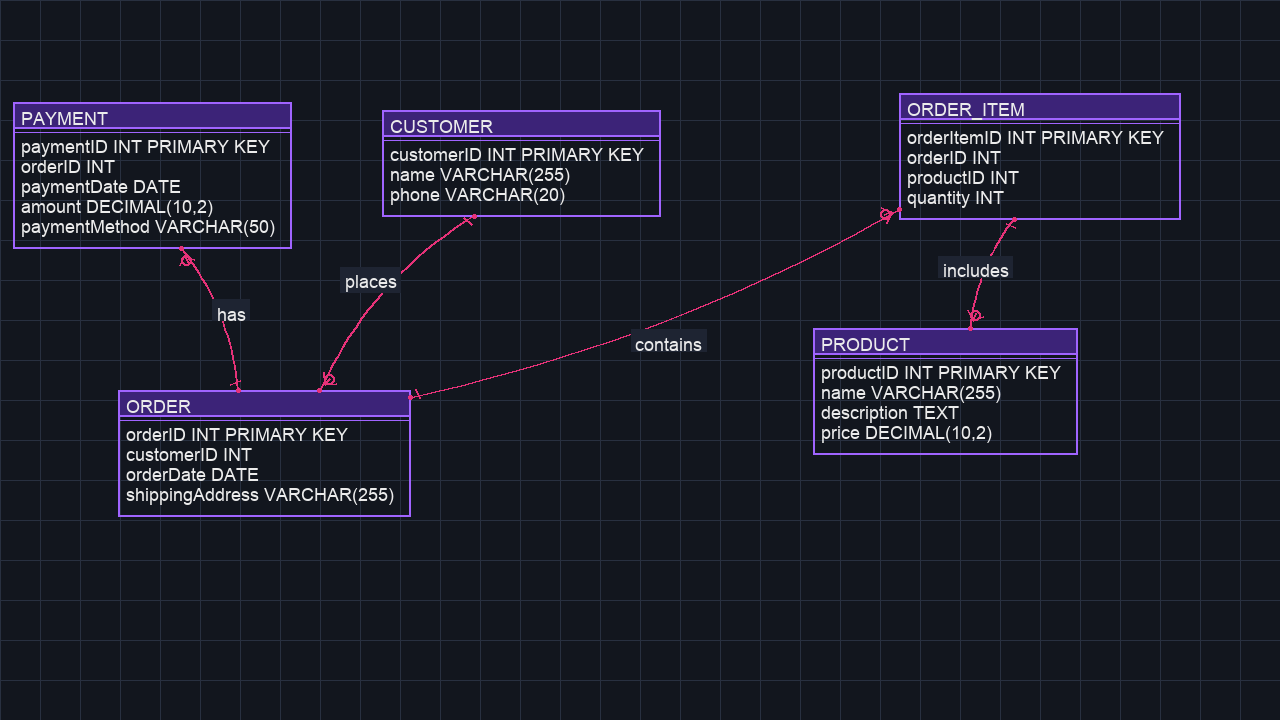 PAYMENT
paymentID INT PRIMARY KEY
orderID INT
paymentDate DATE
amount DECIMAL(10,2)
paymentMethod VARCHAR(50)
CUSTOMER
customerID INT PRIMARY KEY
name VARCHAR(255)
phone VARCHAR(20)
ORDER_ITEM
orderItemID INT PRIMARY KEY
orderID INT
productID INT
quantity INT
has
places
includes
contains
ORDER
orderID INT PRIMARY KEY
customerID INT
orderDate DATE
shippingAddress VARCHAR(255)
PRODUCT
productID INT PRIMARY KEY
name VARCHAR(255)
description TEXT
price DECIMAL(10,2)